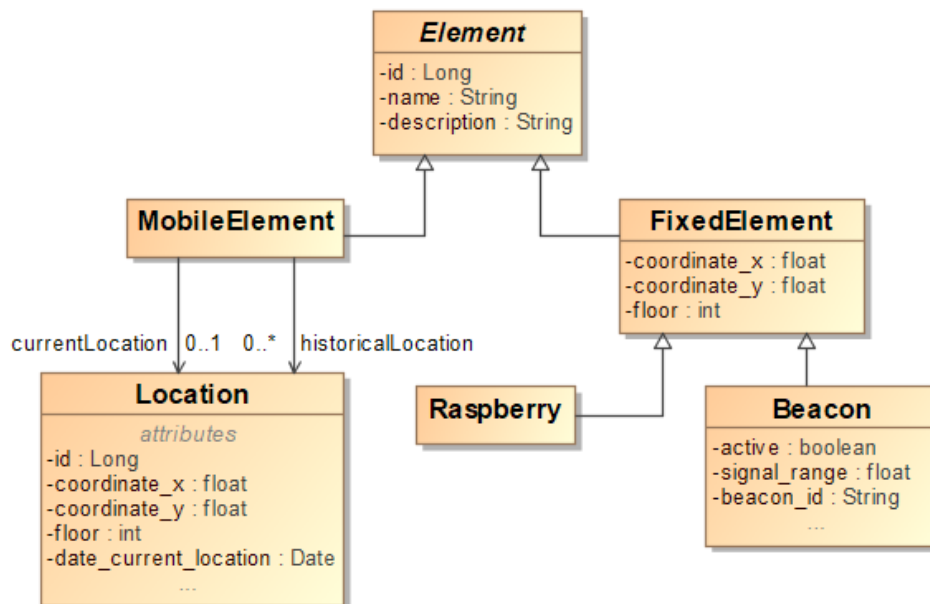 Element
-id : Long
-name : String
-description : String
MobileElement
FixedElement
-coordinate_x : float
-coordinate_y : float
-floor : int
currentLocation 0..1 0..* historicalLocation
Location
attributes
-id : Long
-coordinate_x : float
-coordinate_y : float
-floor : int
-date_current_location : Date
...
Raspberry
Beacon
-active : boolean
-signal_range : float
-beacon_id : String
...